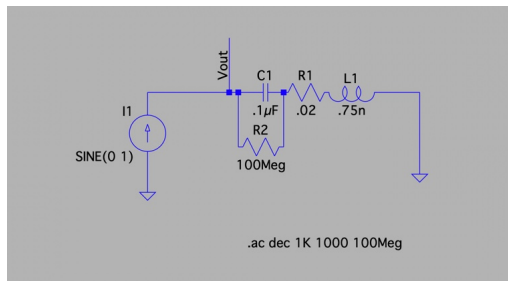 Vout
C1
R1
L1
.1µF
.02
.75n
I1
R2
SINE(0 1)
100Meg
.ac dec 1K 1000 100Meg